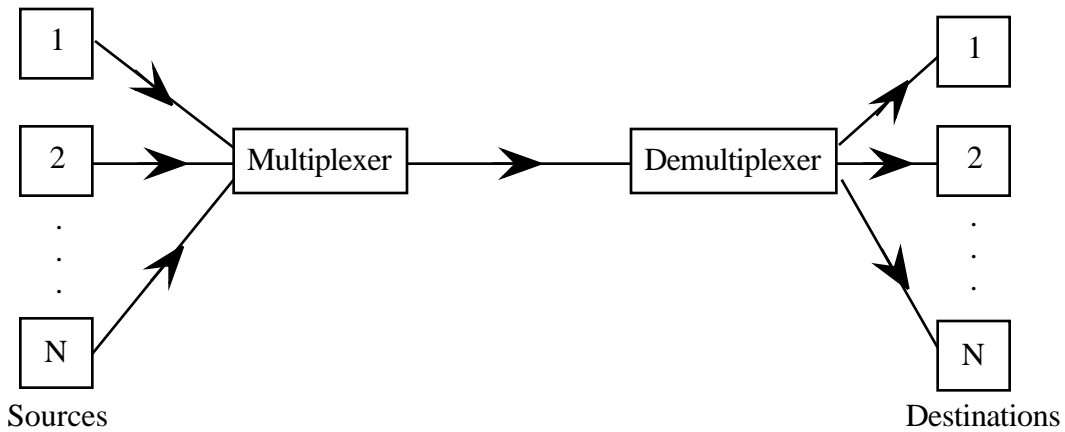 1
2
.
.
.
N
Sources
Multiplexer
Demultiplexer
1
2
.
.
.
N
Destinations